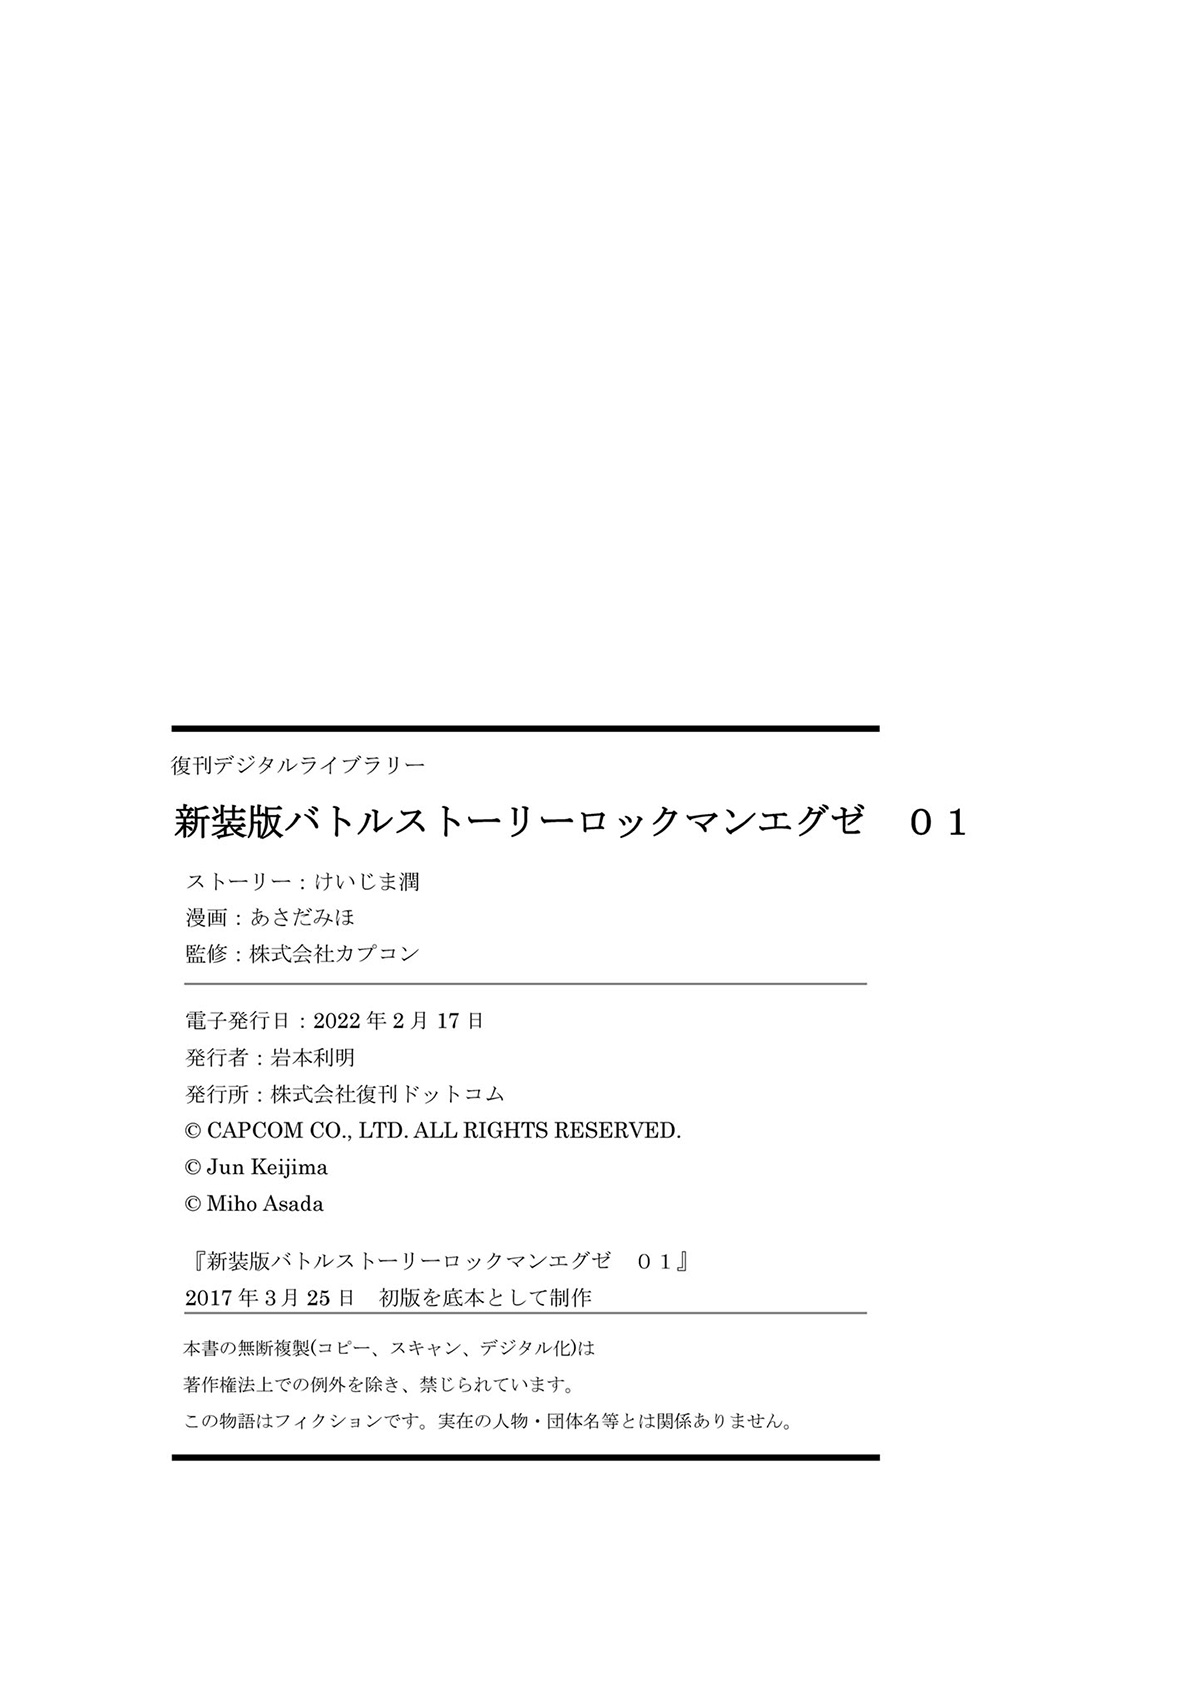 復刊デジタルライブラリー
新装版バトルストーリーロックマンエグゼ　０１
ストーリー：けいじま潤
漫画：あさだみほ
監修：株式会社カプコン
電子発行日：2022 年 2 月 17 日
発行者：岩本利明
発行所：株式会社復刊ドットコム
© CAPCOM CO., LTD. ALL RIGHTS RESERVED.
© Jun Keijima
© Miho Asada
『新装版バトルストーリーロックマンエグゼ　０１』
2017 年 3 月 25 日　初版を底本として制作
本書の無断複製(コピー、スキャン、デジタル化)は
著作権法上での例外を除き、禁じられています。
この物語はフィクションです。実在の人物・団体名等とは関係ありません。